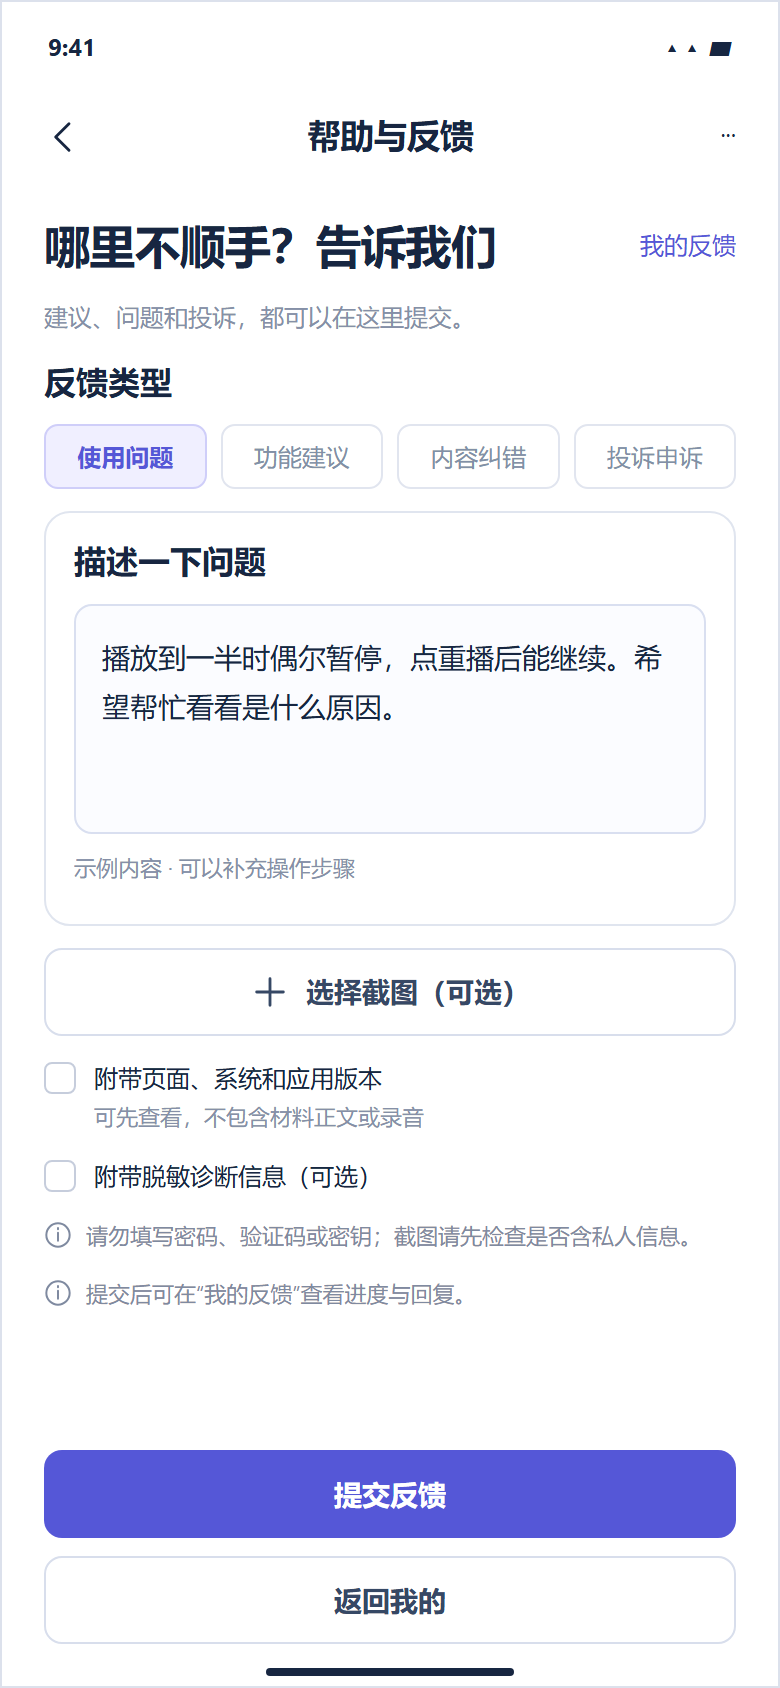 9:41
帮助与反馈
...
哪里不顺手？告诉我们
我的反馈
建议、问题和投诉，都可以在这里提交。
反馈类型
使用问题
功能建议
内容纠错
投诉申诉
描述一下问题
播放到一半时偶尔暂停，点重播后能继续。希
望帮忙看看是什么原因。
示例内容 · 可以补充操作步骤
选择截图（可选）
附带页面、系统和应用版本
可先查看，不包含材料正文或录音
附带脱敏诊断信息（可选）
请勿填写密码、验证码或密钥；截图请先检查是否含私人信息。
提交后可在“我的反馈”查看进度与回复。
提交反馈
返回我的